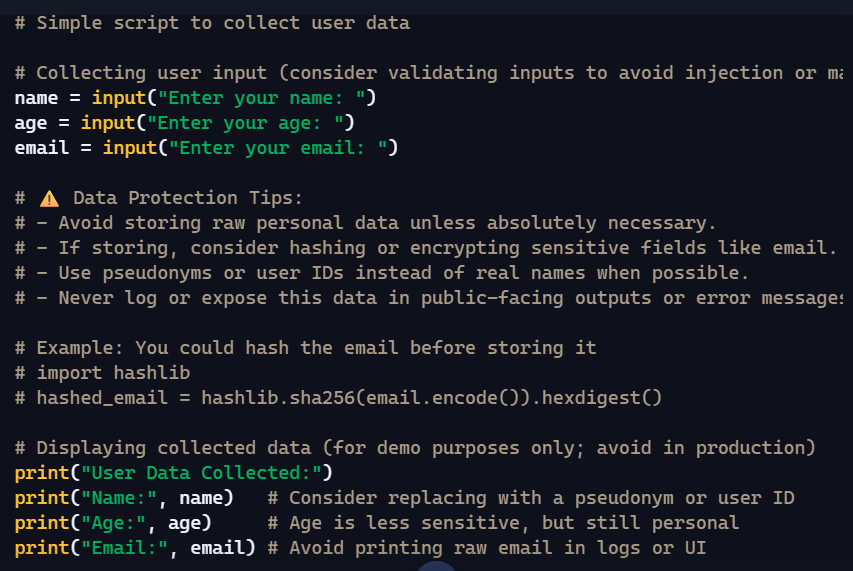 # Simple script to collect user data
# Collecting user input (consider validating inputs to avoid injection or
name = input("Enter your name: ")
age = input("Enter your age: ")
email = input("Enter your email: ")
# ⚠️ Data Protection Tips:
# - Avoid storing raw personal data unless absolutely necessary.
# - If storing, consider hashing or encrypting sensitive fields like email.
# - Use pseudonyms or user IDs instead of real names when possible.
# - Never log or expose this data in public-facing outputs or error messages
# Example: You could hash the email before storing it
# import hashlib
# hashed_email = hashlib.sha256(email.encode()).hexdigest()
# Displaying collected data (for demo purposes only; avoid in production)
print("User Data Collected:")
print("Name:", name)   # Consider replacing with a pseudonym or user ID
print("Age:", age)     # Age is less sensitive, but still personal
print("Email:", email) # Avoid printing raw email in logs or UI